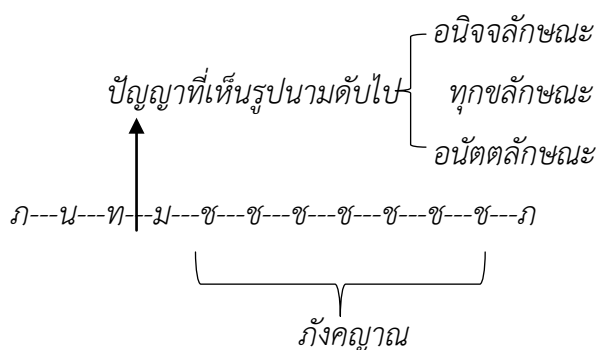 อนิจจลักษณะ
ปัญญาที่เห็นรูปนามดับไป ทุกขลักษณะ
อนัตตลักษณะ
ภ---น---ท---ม---ช---ช---ช---ช---ช---ช---ช---ภ
ภังคญาณ